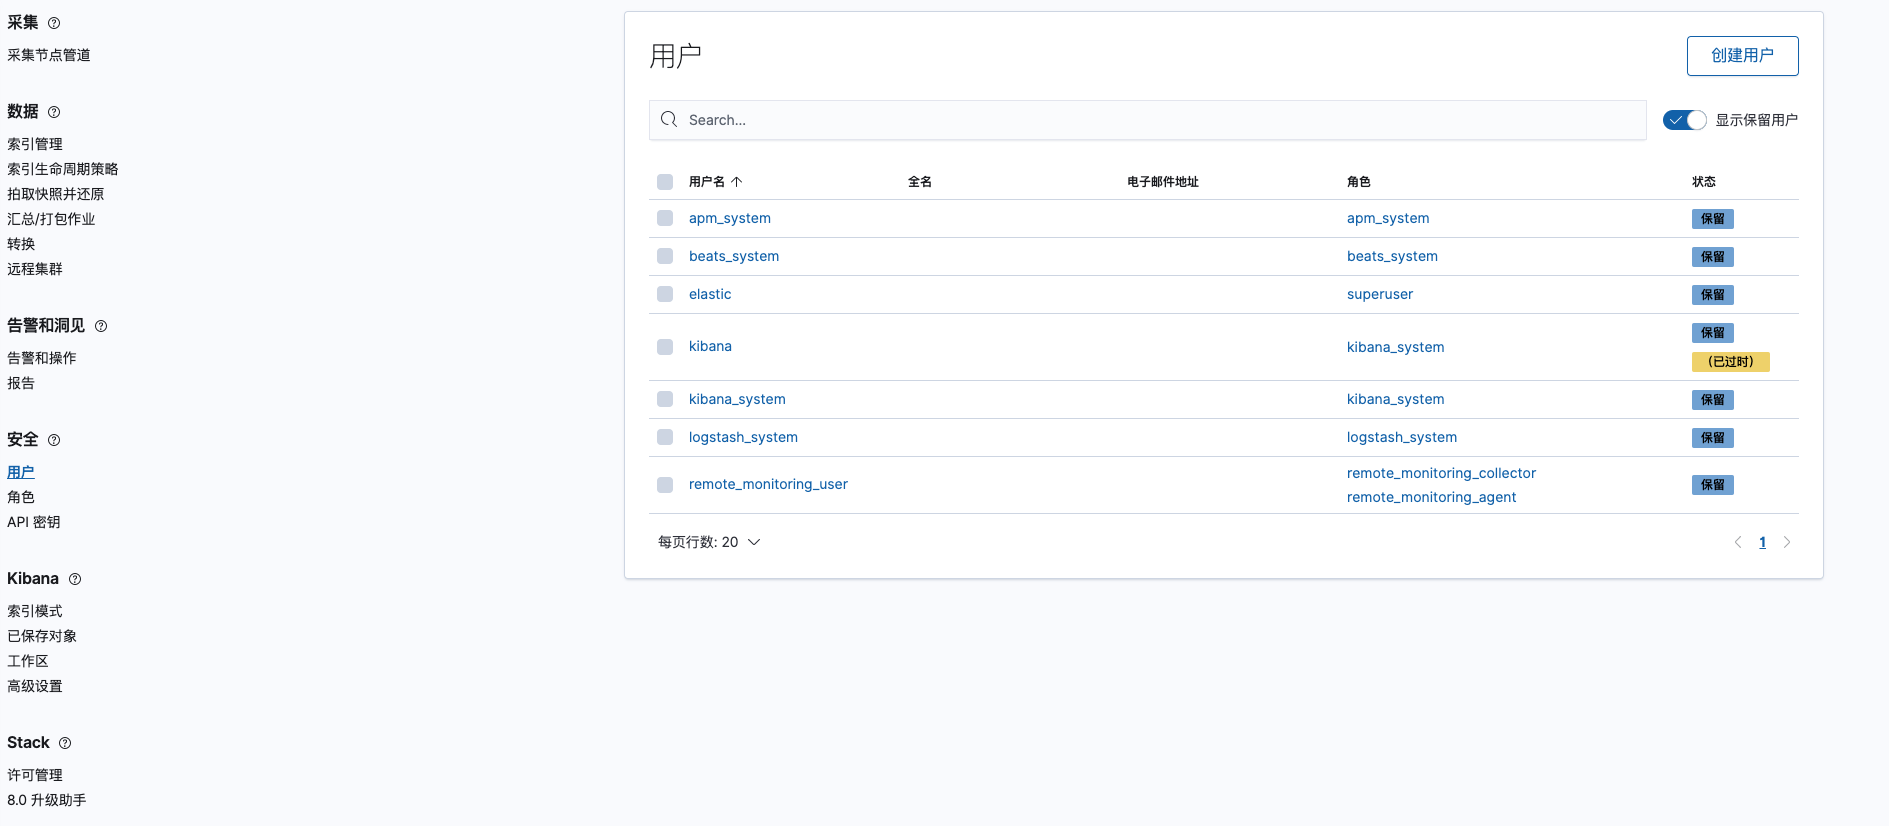 采集
采集节点管道
数据
索引管理
索引生命周期策略
拍取快照并还原
汇总/打包作业
转换
远程集群
告警和洞见
告警和操作
报告
安全
用户
角色
API 密钥
Kibana
索引模式
已保存对象
工作区
高级设置
Stack
许可管理
8.0 升级助手
用户
创建用户
Search...
显示保留用户
用户名 全名 电子邮件地址 角色 状态
apm_system apm_system 保留
beats_system beats_system 保留
elastic superuser 保留
kibana kibana_system 保留
（已过时）
kibana_system kibana_system 保留
logstash_system logstash_system 保留
remote_monitoring_user remote_monitoring_collector 保留
remote_monitoring_agent
每页行数: 20
1